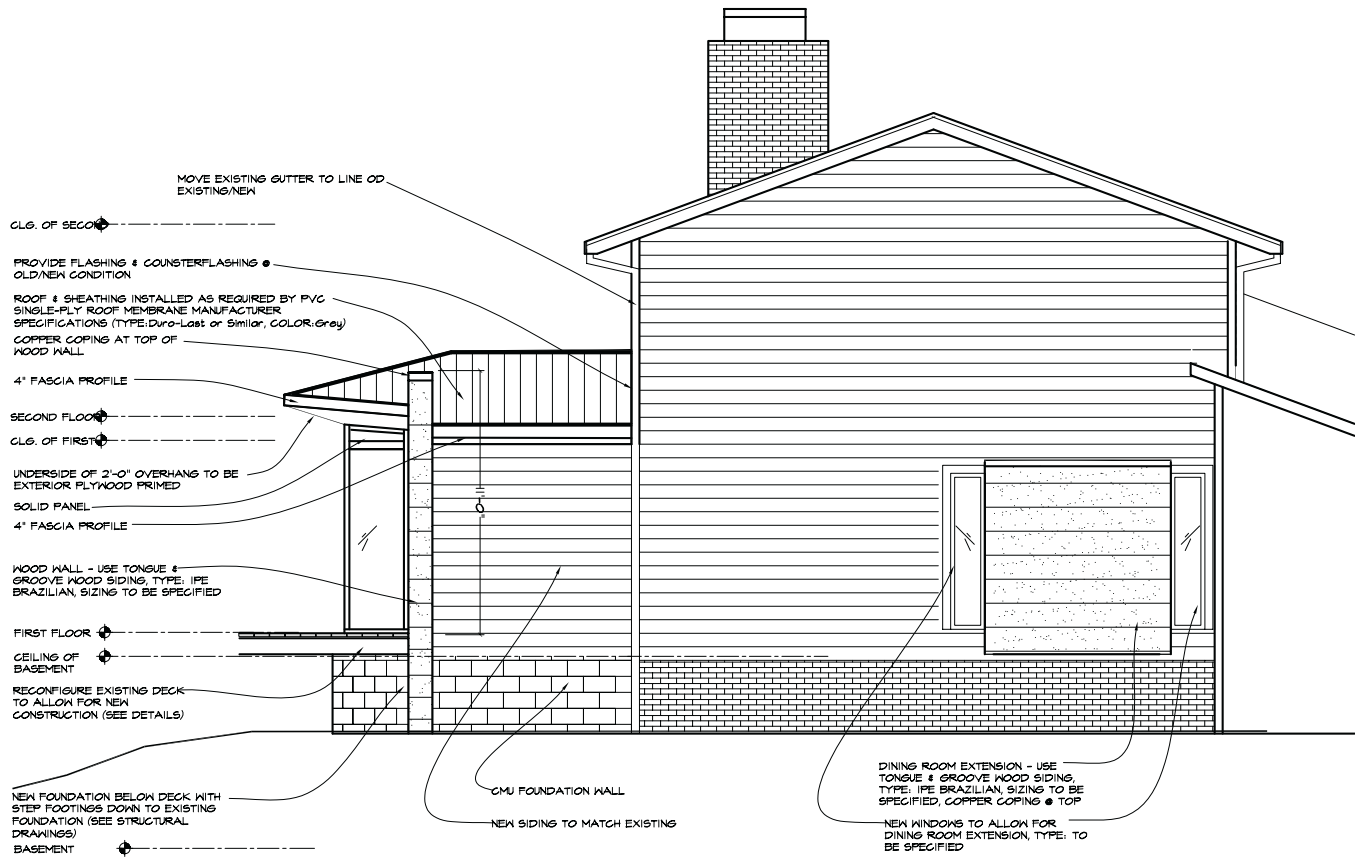 MOVE EXISTING GUTTER TO LINE OD
EXISTING/NEW
CLG. OF SECON
PROVIDE FLASHING & COUNSTERFLASHING @
OLD/NEW CONDITION
ROOF & SHEATHING INSTALLED AS REQUIRED BY PVC
SINGLE-PLY ROOF MEMBRANE MANUFACTURER
SPECIFICATIONS (TYPE:Duro-Last or Similar, COLOR:Grey)
COPPER COPING AT TOP OF
WOOD WALL
4" FASCIA PROFILE
SECOND FLOOR
CLG. OF FIRST
UNDERSIDE OF 2'-0" OVERHANG TO BE
EXTERIOR PLYWOOD PRIMED
SOLID PANEL
4" FASCIA PROFILE
WOOD WALL - USE TONGUE &
GROOVE WOOD SIDING, TYPE: IPE
BRAZILIAN, SIZING TO BE SPECIFIED
FIRST FLOOR
CEILING OF
BASEMENT
RECONFIGURE EXISTING DECK
TO ALLOW FOR NEW
CONSTRUCTION (SEE DETAILS)
NEW FOUNDATION BELOW DECK WITH
STEP FOOTINGS DOWN TO EXISTING
FOUNDATION (SEE STRUCTURAL
DRAWINGS)
BASEMENT
CMU FOUNDATION WALL
NEW SIDING TO MATCH EXISTING
DINING ROOM EXTENSION - USE
TONGUE & GROOVE WOOD SIDING,
TYPE: IPE BRAZILIAN, SIZING TO BE
SPECIFIED, COPPER COPING @ TOP
NEW WINDOWS TO ALLOW FOR
DINING ROOM EXTENSION, TYPE: TO
BE SPECIFIED